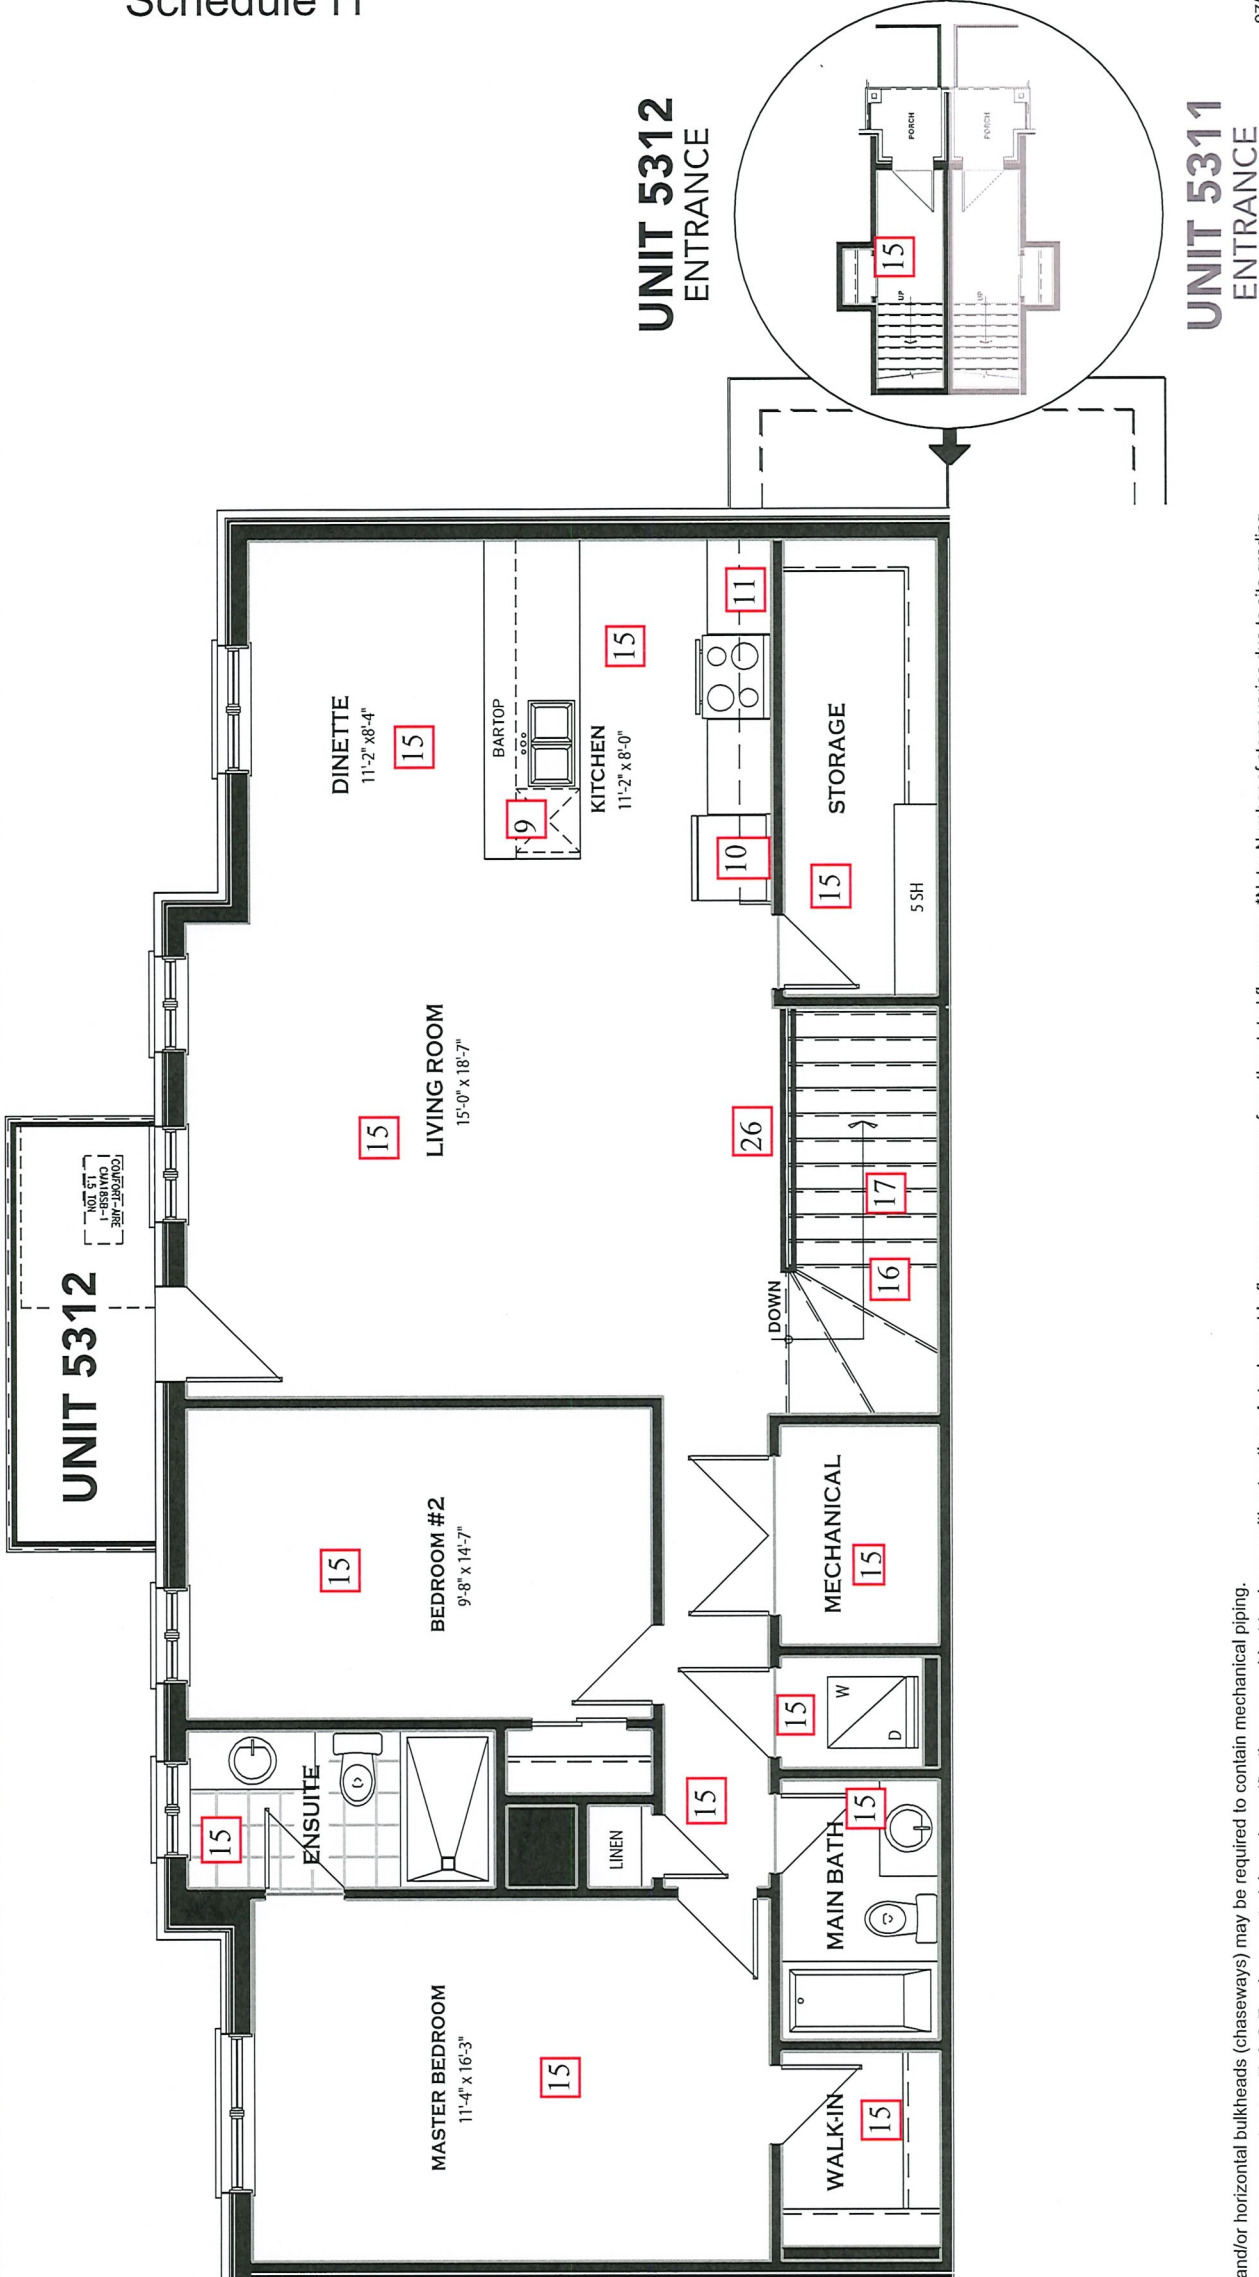 Schedule H
UNIT 5312
ENTRANCE
UNIT 5311
ENTRANCE
PORCH
PORCH
15
UP
UP
UNIT 5312
COMFORT-AIRE
1.5 TON
DINETTE
11'-2" x8'-4"
15
BARTOP
9
KITCHEN
11'-2" x 8'-0"
15
11
10
STORAGE
15
5 SH
LIVING ROOM
15'-0" x 18'-7"
15
26
17
16
DOWN
BEDROOM #2
9'-8" x 14'-7"
15
MECHANICAL
15
15
W
D
ENSUITE
15
LINEN
15
MAIN BATH
15
MASTER BEDROOM
11'-4" x 16'-3"
15
WALK-IN
15
and/or horizontal bulkheads (chaseways) may be required to contain mechanical piping.